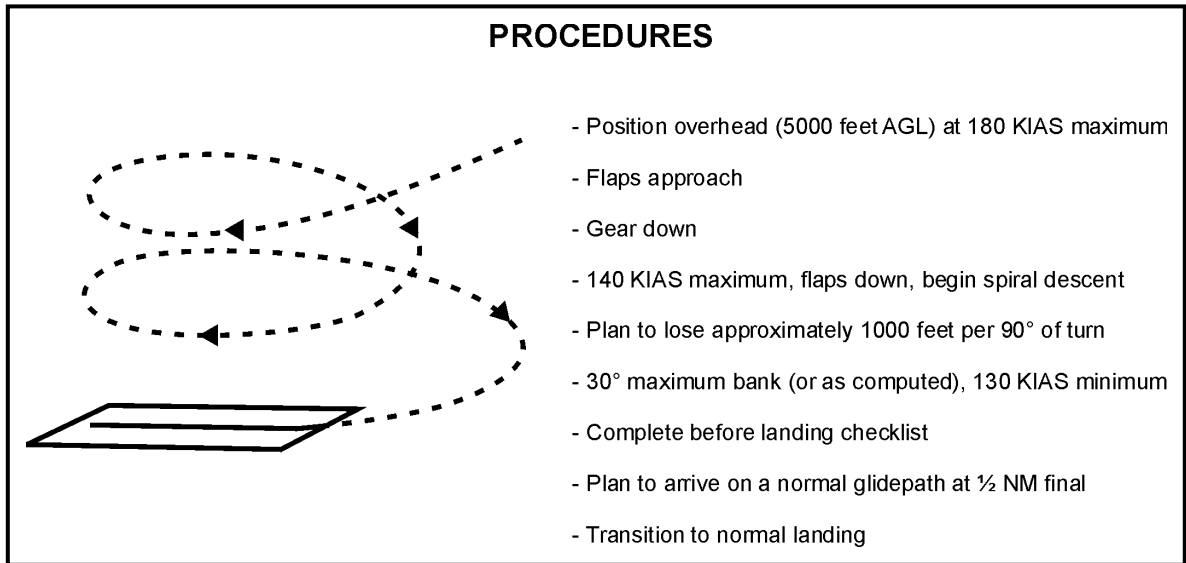 PROCEDURES
- Position overhead (5000 feet AGL) at 180 KIAS maximum
- Flaps approach
- Gear down
- 140 KIAS maximum, flaps down, begin spiral descent
- Plan to lose approximately 1000 feet per 90° of turn
- 30° maximum bank (or as computed), 130 KIAS minimum
- Complete before landing checklist
- Plan to arrive on a normal glidepath at ½ NM final
- Transition to normal landing